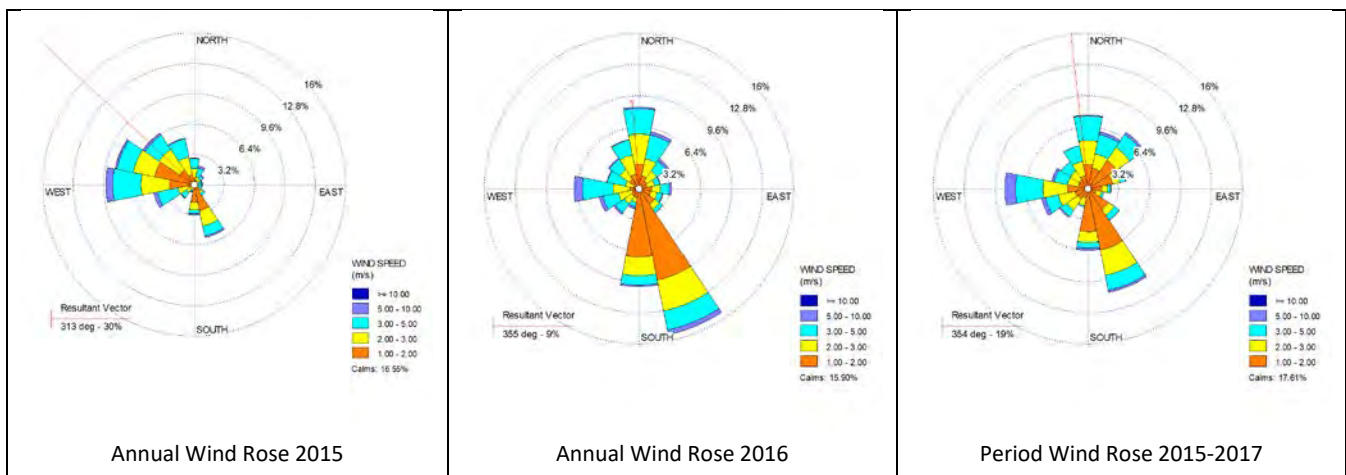 NORTH
16%
12.8%
9.6%
6.4%
3.2%
WEST
EAST
SOUTH
WIND SPEED
(m/s)
>= 10.00
5.00 - 10.00
3.00 - 5.00
2.00 - 3.00
1.00 - 2.00
Calms: 16.55%
Resultant Vector
313 deg - 30%
Annual Wind Rose 2015
NORTH
16%
12.8%
9.6%
6.4%
3.2%
WEST
EAST
SOUTH
WIND SPEED
(m/s)
>= 10.00
5.00 - 10.00
3.00 - 5.00
2.00 - 3.00
1.00 - 2.00
Calms: 15.90%
Resultant Vector
355 deg - 9%
Annual Wind Rose 2016
NORTH
16%
12.8%
9.6%
6.4%
3.2%
WEST
EAST
SOUTH
WIND SPEED
(m/s)
>= 10.00
5.00 - 10.00
3.00 - 5.00
2.00 - 3.00
1.00 - 2.00
Calms: 17.61%
Resultant Vector
354 deg - 19%
Period Wind Rose 2015-2017